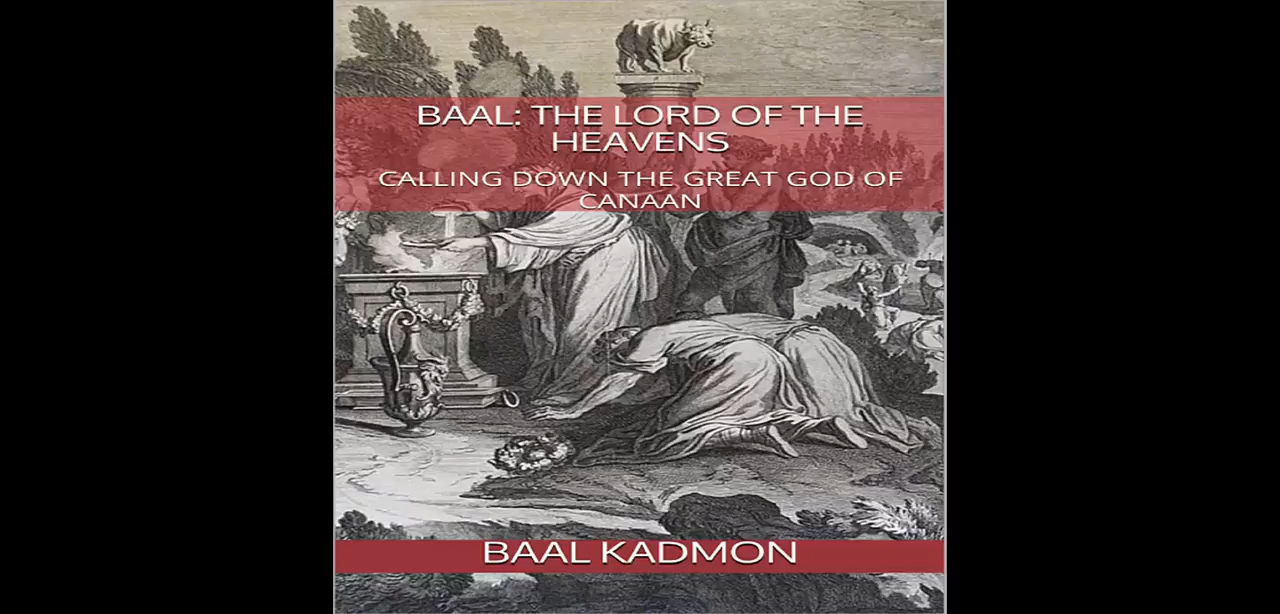 BAAL: THE LORD OF THE
HEAVENS
CALLING DOWN THE GREAT GOD OF
CANAAN
BAAL KADMON